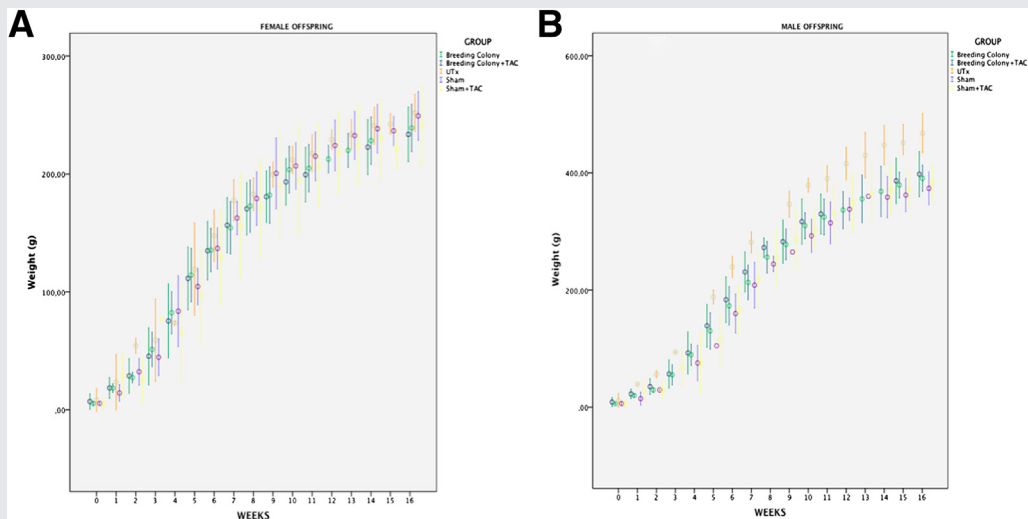 A
FEMALE OFFSPRING
GROUP
Breeding Colony
Breeding Colony+TAC
UTx
Sham
Sham+TAC
300,00
200,00
100,00
,00
Weight (g)
0 1 2 3 4 5 6 7 8 9 10 11 12 13 14 15 16
WEEKS
B
MALE OFFSPRING
GROUP
Breeding Colony
Breeding Colony+TAC
UTx
Sham
Sham+TAC
600,00
400,00
200,00
,00
Weight (g)
0 1 2 3 4 5 6 7 8 9 10 11 12 13 14 15 16
WEEKS